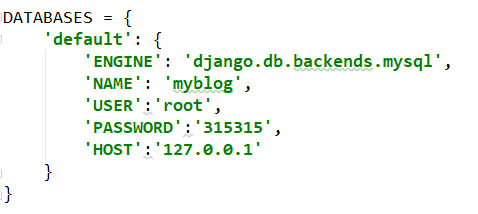 DATABASES = {
    'default': {
        'ENGINE': 'django.db.backends.mysql',
        'NAME': 'myblog',
        'USER':'root',
        'PASSWORD':'315315',
        'HOST':'127.0.0.1'
    }
}